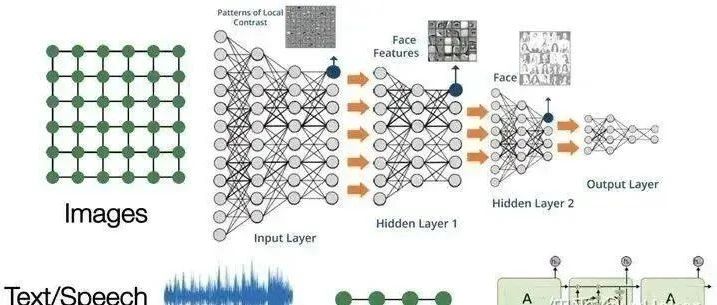 Patterns of Local
Contrast
Face
Features
Face
Images
Input Layer
Hidden Layer 1
Hidden Layer 2
Output Layer
Text/Speech
A
A